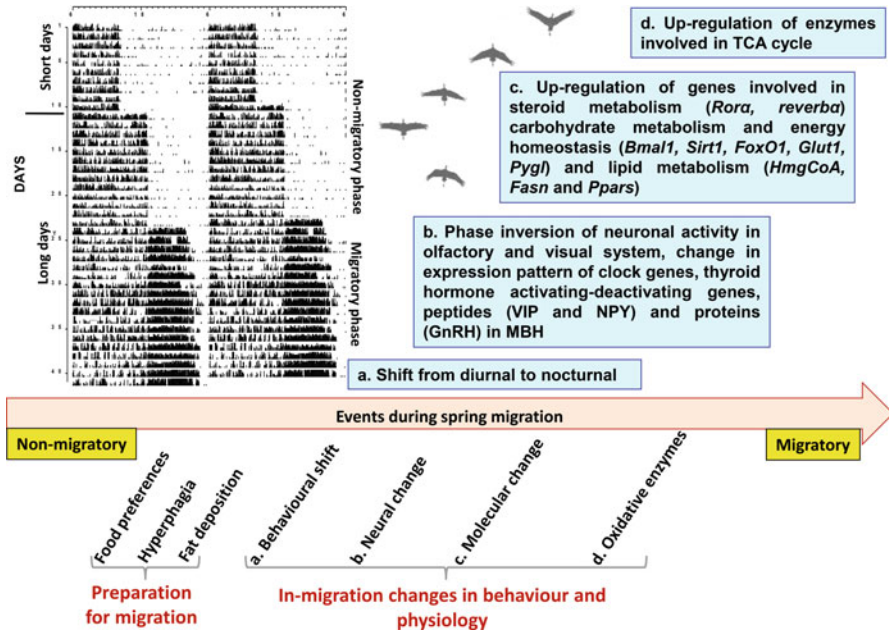 Short days
Long days
DAYS
Non-migratory phase
Migratory phase
d. Up-regulation of enzymes
involved in TCA cycle
c. Up-regulation of genes involved in
steroid metabolism (Rorα, reverbα)
carbohydrate metabolism and energy
homeostasis (Bmal1, Sirt1, FoxO1, Glut1,
Pygl) and lipid metabolism (HmgCoA,
Fasn and Ppars)
b. Phase inversion of neuronal activity in
olfactory and visual system, change in
expression pattern of clock genes, thyroid
hormone activating-deactivating genes,
peptides (VIP and NPY) and proteins
(GnRH) in MBH
a. Shift from diurnal to nocturnal
Events during spring migration
Non-migratory
Migratory
Food preferences
Hyperphagia
Fat deposition
a. Behavioural shift
b. Neural change
c. Molecular change
d. Oxidative enzymes
Preparation
for migration
In-migration changes in behaviour and
physiology